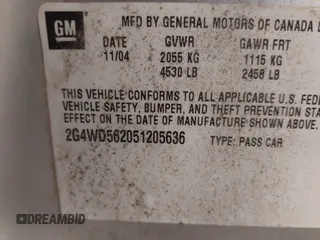 GM
MFD BY GENERAL MOTORS OF CANADA L
DATE GVWR GAWR FRT
11/04 2055 KG 1115 KG
4530 LB 2458 LB
THIS VEHICLE CONFORMS TO ALL APPLICABLE U.S. FEDE
VEHICLE SAFETY, BUMPER, AND THEFT PREVENTION STA
THE DATE OF MANUFACTURE SHOWN ABOVE.
2G4WD562051205636 TYPE: PASS CAR
DREAMBID